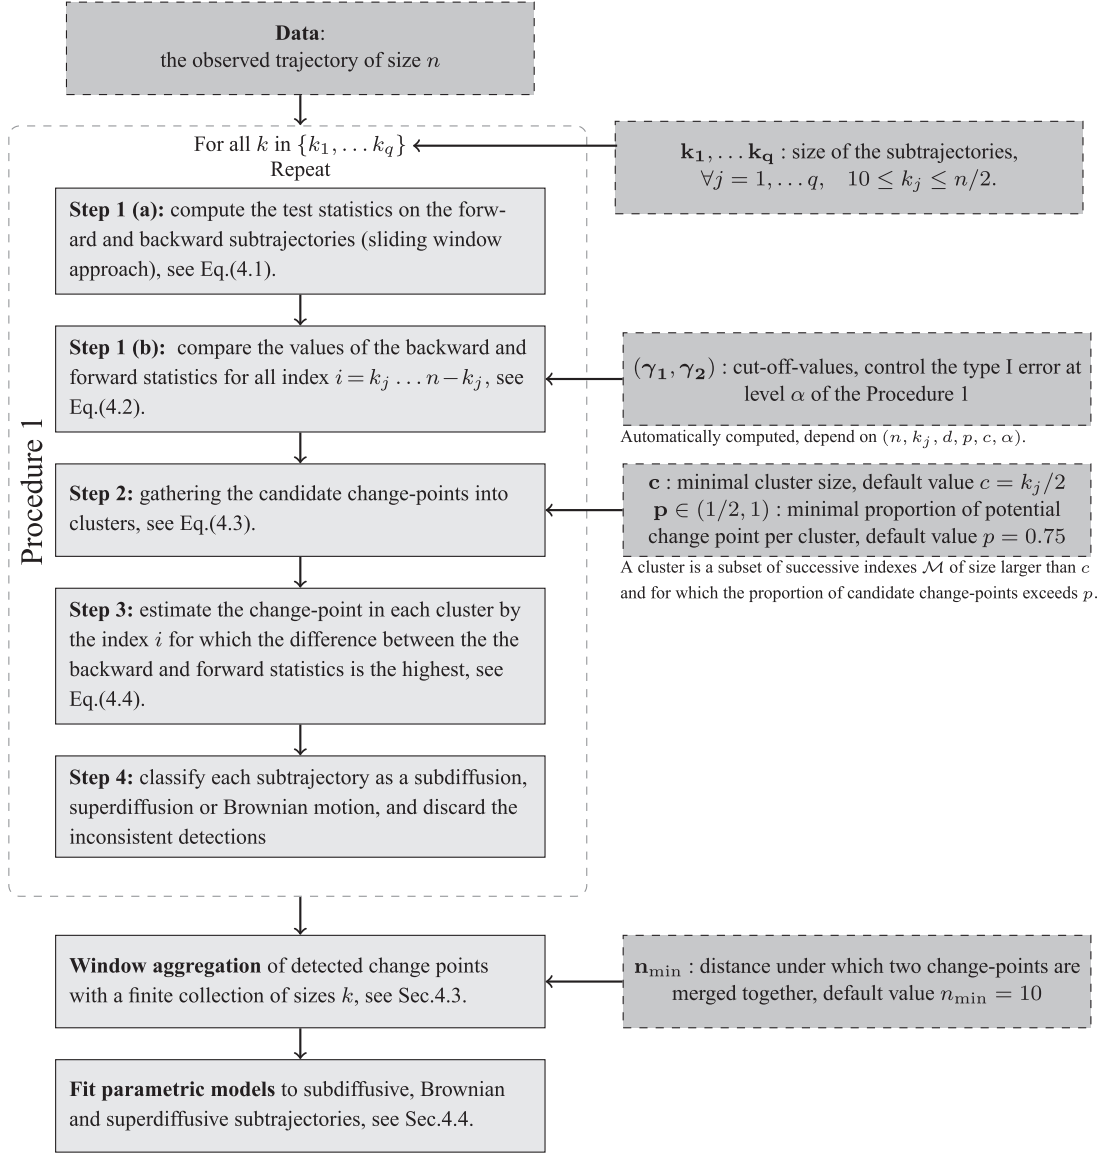 Data:
the observed trajectory of size n
For all k in {k₁, … k_q}
Repeat
k₁, … k_q : size of the subtrajectories,
∀j = 1, … q, 10 ≤ k_j ≤ n/2.
Procedure 1
Step 1 (a): compute the test statistics on the forw-
ard and backward subtrajectories (sliding window
approach), see Eq.(4.1).
Step 1 (b): compare the values of the backward and
forward statistics for all index i = k_j … n − k_j, see
Eq.(4.2).
(γ₁, γ₂) : cut-off-values, control the type I error at
level α of the Procedure 1
Automatically computed, depend on (n, k_j, d, p, c, α).
Step 2: gathering the candidate change-points into
clusters, see Eq.(4.3).
c : minimal cluster size, default value c = k_j/2
p ∈ (1/2, 1) : minimal proportion of potential
change point per cluster, default value p = 0.75
A cluster is a subset of successive indexes ℳ of size larger than c
and for which the proportion of candidate change-points exceeds p.
Step 3: estimate the change-point in each cluster by
the index i for which the difference between the the
backward and forward statistics is the highest, see
Eq.(4.4).
Step 4: classify each subtrajectory as a subdiffusion,
superdiffusion or Brownian motion, and discard the
inconsistent detections
Window aggregation of detected change points
with a finite collection of sizes k, see Sec.4.3.
n_min : distance under which two change-points are
merged together, default value n_min = 10
Fit parametric models to subdiffusive, Brownian
and superdiffusive subtrajectories, see Sec.4.4.